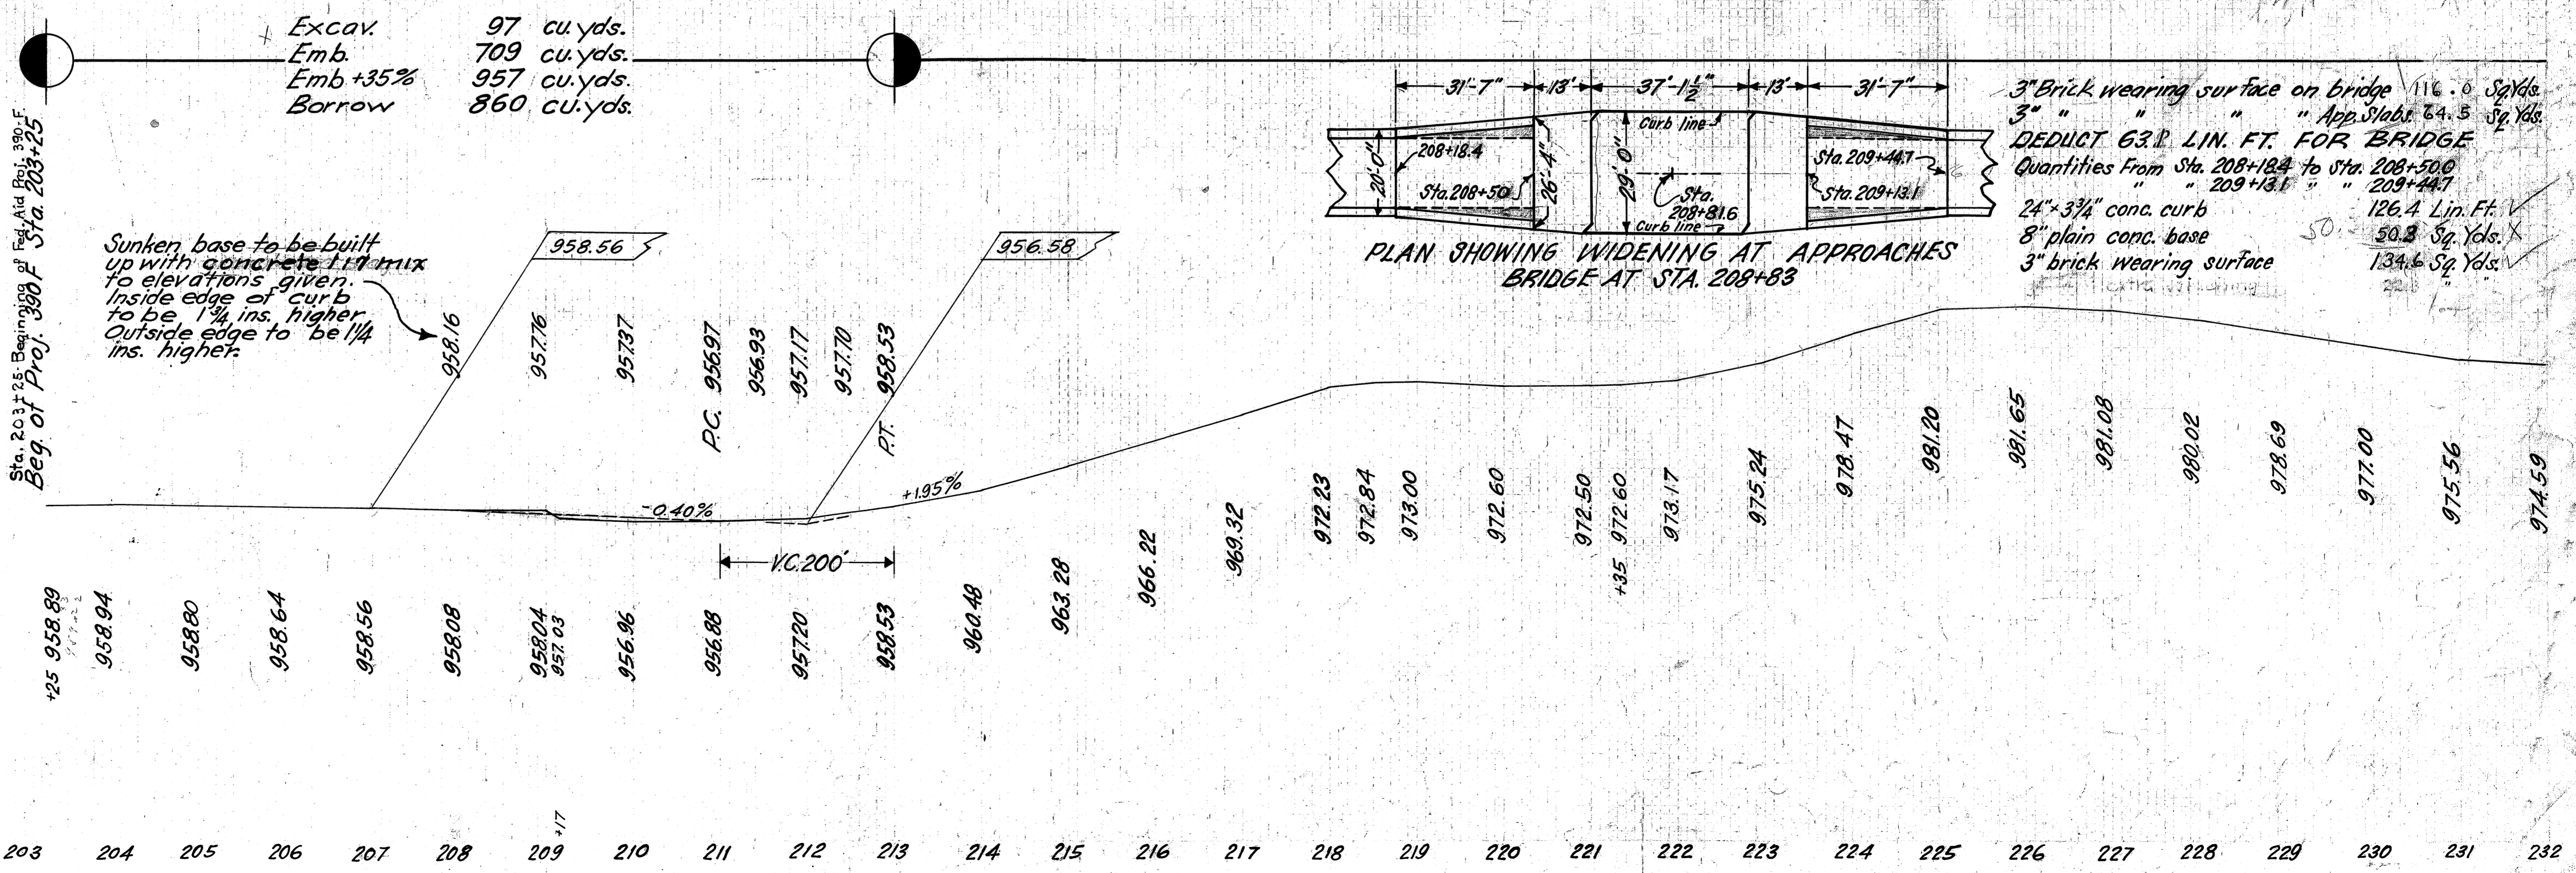 Excav. 97 cu.yds.
Emb. 709 cu.yds.
Emb +35% 957 cu.yds.
Borrow 860 cu.yds.
Sta. 203+25 Beginning of Fed. Aid Proj. 390-F.
Beg. of Proj. 390F Sta. 203+25
Sunken base to be built
up with concrete 1:1:7 mix
to elevations given.
Inside edge of curb
to be 1 3/4 ins. higher
Outside edge to be 1 1/4
ins. higher.
958.56
956.58
31'-7" 13' 37'-1 1/2" 13' 31'-7"
Curb line
20'-0"
208+18.4
Sta. 208+50
26'-4"
29'-0"
Sta.
208+81.6
Curb line
Sta. 209+44.7
Sta. 209+13.1
PLAN SHOWING WIDENING AT APPROACHES
BRIDGE AT STA. 208+83
3" Brick wearing surface on bridge 116.0 Sq.Yds.
3" " " " " App. Slabs 64.5 Sq.Yds.
DEDUCT LIN. FT. FOR BRIDGE
Quantities From Sta. 208+18.4 to Sta. 208+50.0
" " 209+13.1 " " 209+44.7
24"x3 3/4" conc. curb 126.4 Lin. Ft.
8" plain conc. base 50. 50.3 Sq. Yds.
3" brick wearing surface 134.6 Sq. Yds.
958.16
957.76
957.37
P.C. 956.97
956.93
957.17
957.70
P.T. 958.53
-0.40%
+1.95%
V.C. 200'
+25 958.89
958.94
958.80
958.64
958.56
958.08
958.04
957.03
956.96
956.88
957.20
958.53
960.48
963.28
966.22
969.32
972.23
972.84
973.00
972.60
972.50
+35 972.60
973.17
975.24
978.47
981.20
981.65
981.08
980.02
978.69
977.00
975.56
974.59
+17
203 204 205 206 207 208 209 210 211 212 213 214 215 216 217 218 219 220 221 222 223 224 225 226 227 228 229 230 231 232